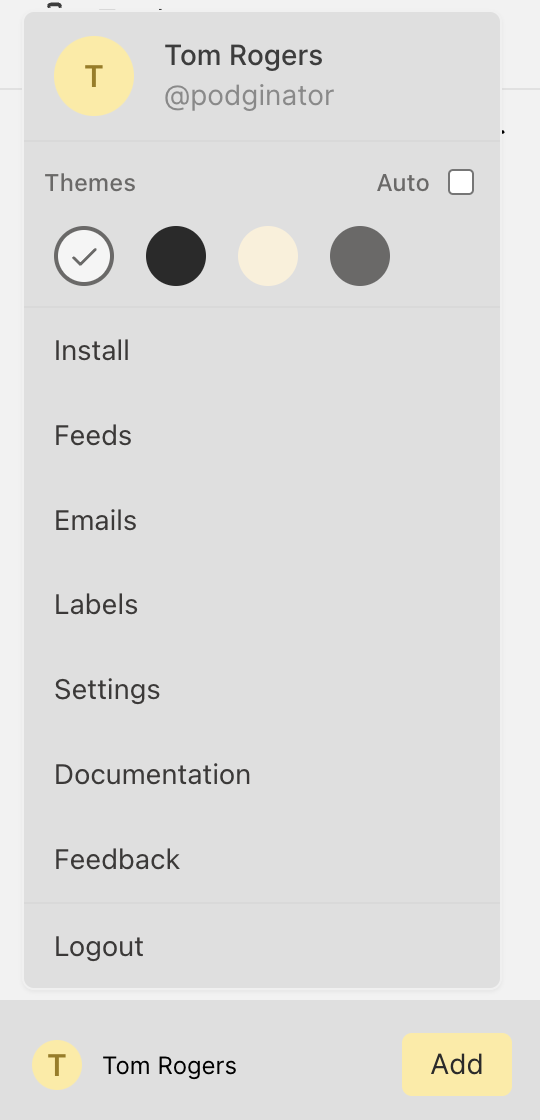 T
Tom Rogers
@podginator
Themes
Auto
Install
Feeds
Emails
Labels
Settings
Documentation
Feedback
Logout
T
Tom Rogers
Add